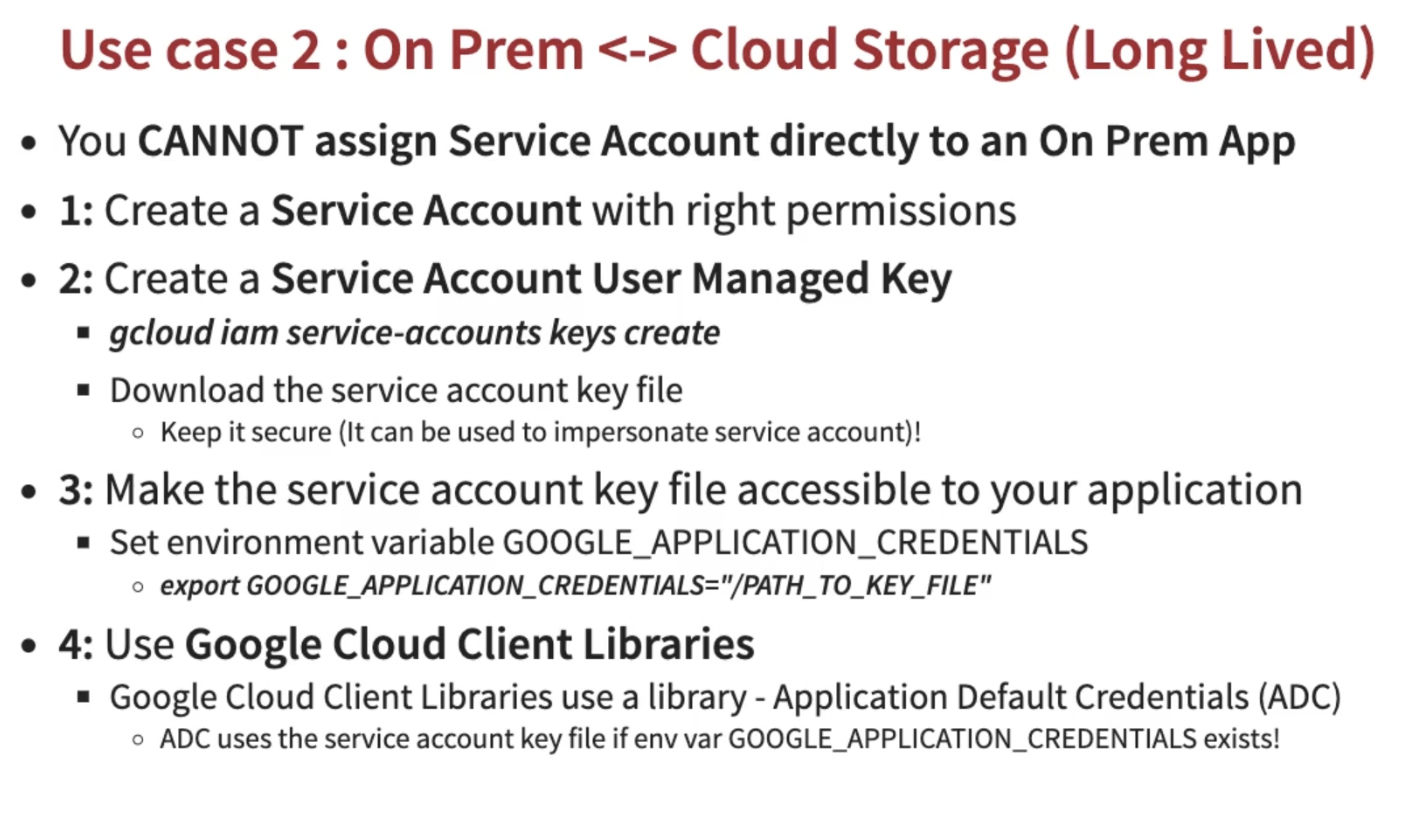 Use case 2 : On Prem <-> Cloud Storage (Long Lived)
• You CANNOT assign Service Account directly to an On Prem App
• 1: Create a Service Account with right permissions
• 2: Create a Service Account User Managed Key
▪ gcloud iam service-accounts keys create
▪ Download the service account key file
○ Keep it secure (It can be used to impersonate service account)!
• 3: Make the service account key file accessible to your application
▪ Set environment variable GOOGLE_APPLICATION_CREDENTIALS
○ export GOOGLE_APPLICATION_CREDENTIALS="/PATH_TO_KEY_FILE"
• 4: Use Google Cloud Client Libraries
▪ Google Cloud Client Libraries use a library - Application Default Credentials (ADC)
○ ADC uses the service account key file if env var GOOGLE_APPLICATION_CREDENTIALS exists!